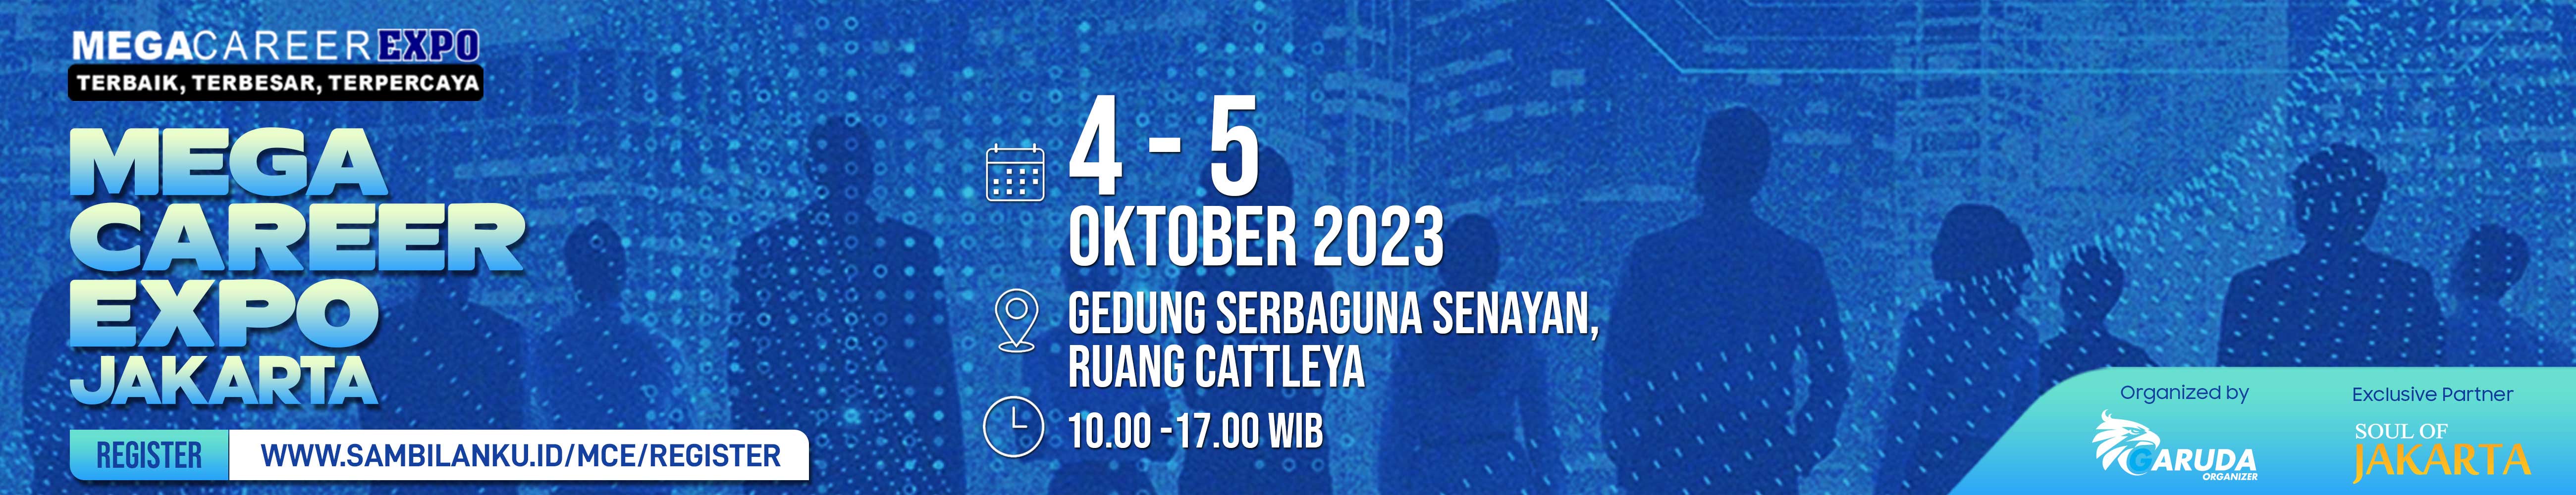 MEGACAREEREXPO
TERBAIK, TERBESAR, TERPERCAYA
MEGA
CAREER
EXPO
JAKARTA
REGISTER WWW.SAMBILANKU.ID/MCE/REGISTER
4 - 5
OKTOBER 2023
GEDUNG SERBAGUNA SENAYAN,
RUANG CATTLEYA
10.00 -17.00 WIB
Organized by
GARUDA
ORGANIZER
Exclusive Partner
SOUL OF
JAKARTA